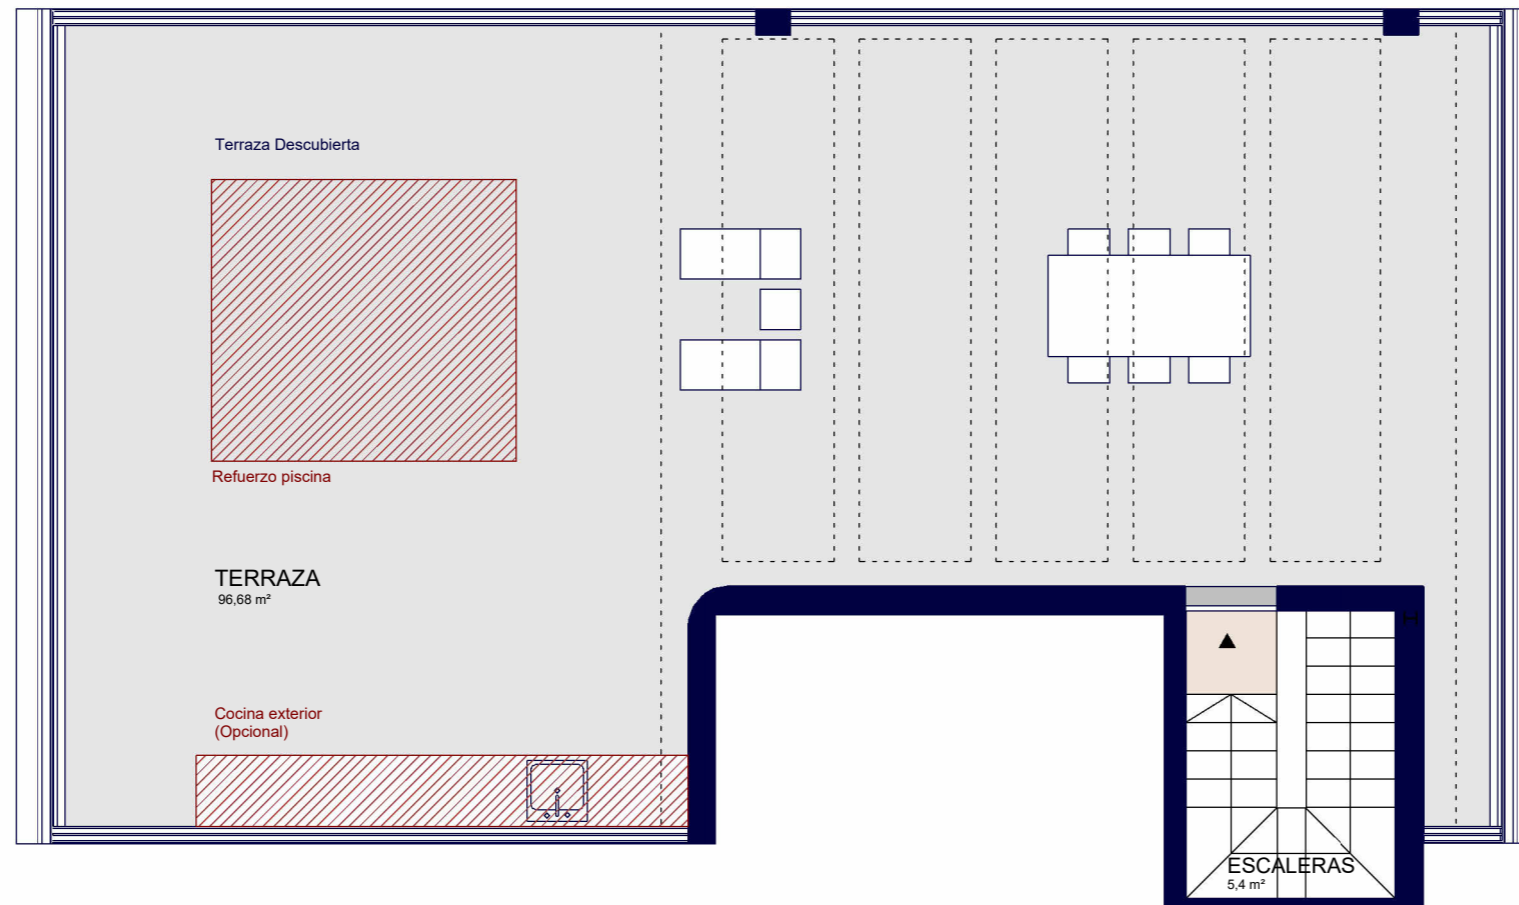 Terraza Descubierta
Refuerzo piscina
TERRAZA
96,68 m²
Cocina exterior
(Opcional)
ESCALERAS
5,4 m²